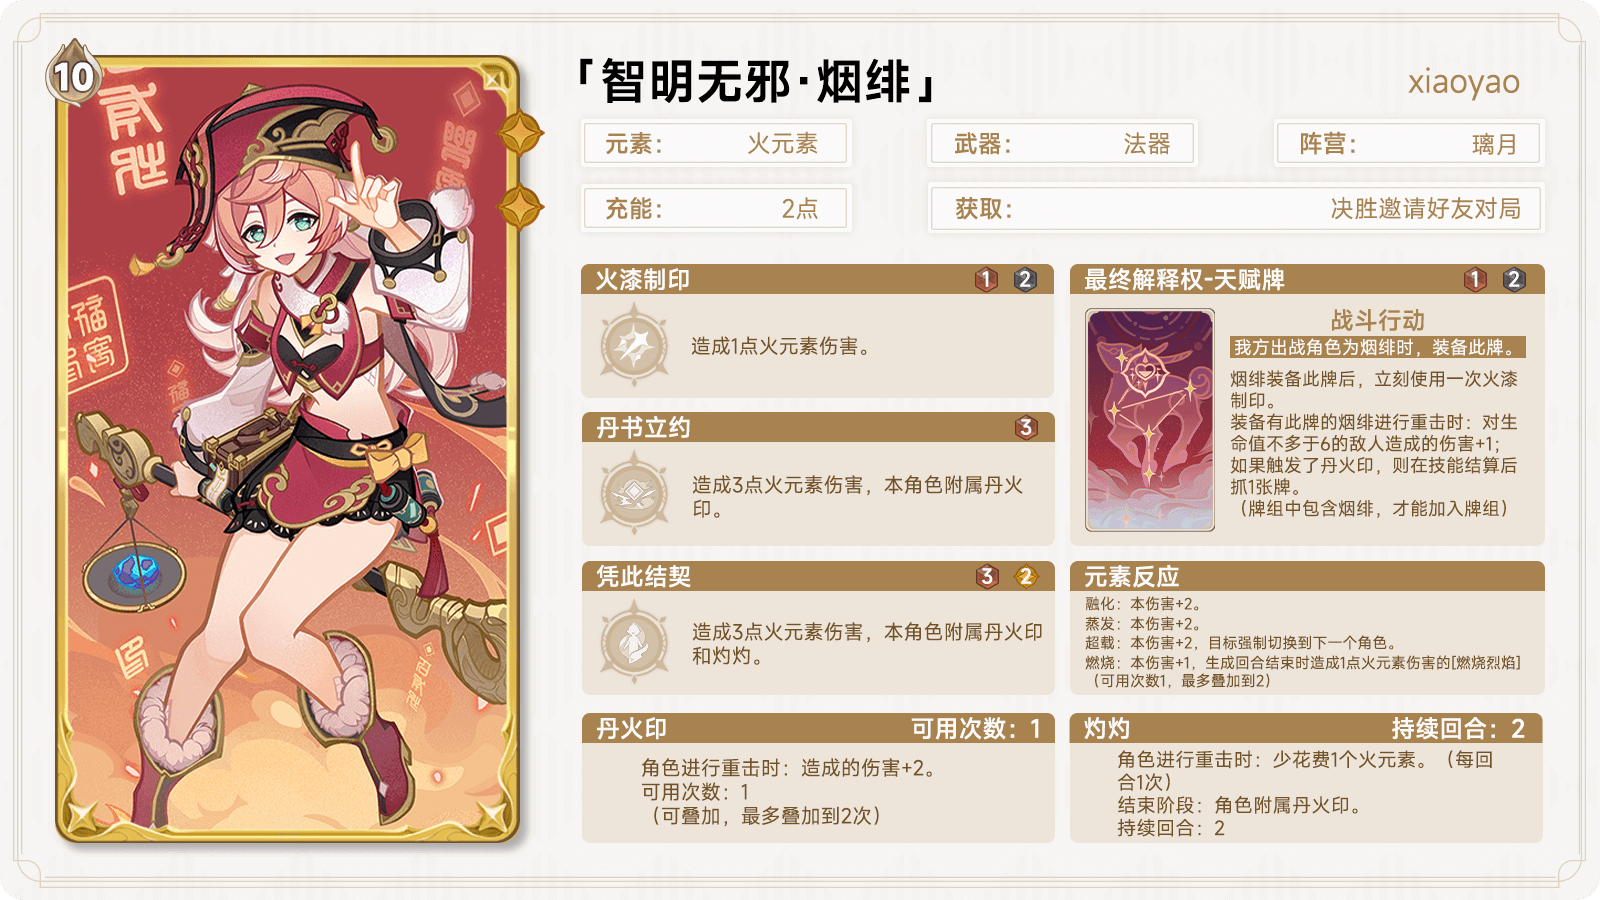 10
「智明无邪·烟绯」
xiaoyao
元素： 火元素
武器： 法器
阵营： 璃月
充能： 2点
获取： 决胜邀请好友对局
火漆制印 1 2
造成1点火元素伤害。
丹书立约 3
造成3点火元素伤害，本角色附属丹火
印。
凭此结契 3 2
造成3点火元素伤害，本角色附属丹火印
和灼灼。
最终解释权-天赋牌 1 2
战斗行动
我方出战角色为烟绯时，装备此牌。
烟绯装备此牌后，立刻使用一次火漆
制印。
装备有此牌的烟绯进行重击时：对生
命值不多于6的敌人造成的伤害+1；
如果触发了丹火印，则在技能结算后
抓1张牌。
（牌组中包含烟绯，才能加入牌组）
元素反应
融化：本伤害+2。
蒸发：本伤害+2。
超载：本伤害+2，目标强制切换到下一个角色。
燃烧：本伤害+1，生成回合结束时造成1点火元素伤害的[燃烧烈焰]
（可用次数1，最多叠加到2）
丹火印 可用次数：1
角色进行重击时：造成的伤害+2。
可用次数：1
（可叠加，最多叠加到2次）
灼灼 持续回合：2
角色进行重击时：少花费1个火元素。（每回
合1次）
结束阶段：角色附属丹火印。
持续回合：2